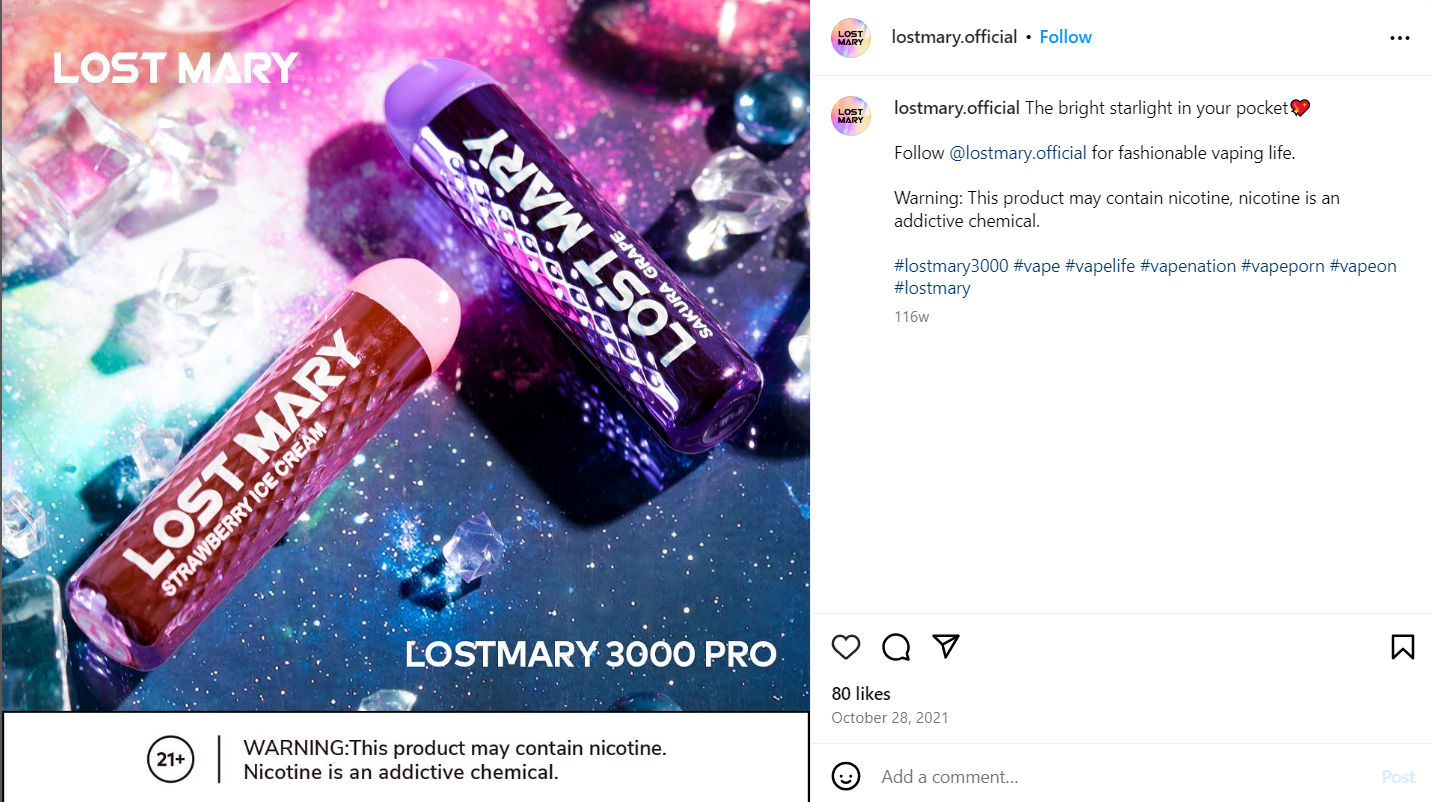 LOST MARY
LOST MARY
SAKURA GRAPE
LOST MARY
STRAWBERRY ICE CREAM
LOSTMARY 3000 PRO
21+
WARNING:This product may contain nicotine.
Nicotine is an addictive chemical.
LOST
MARY
lostmary.official • Follow
LOST
MARY
lostmary.official The bright starlight in your pocket💖
Follow @lostmary.official for fashionable vaping life.
Warning: This product may contain nicotine, nicotine is an
addictive chemical.
#lostmary3000 #vape #vapelife #vapenation #vapeporn #vapeon
#lostmary
116w
80 likes
October 28, 2021
Add a comment...
Post